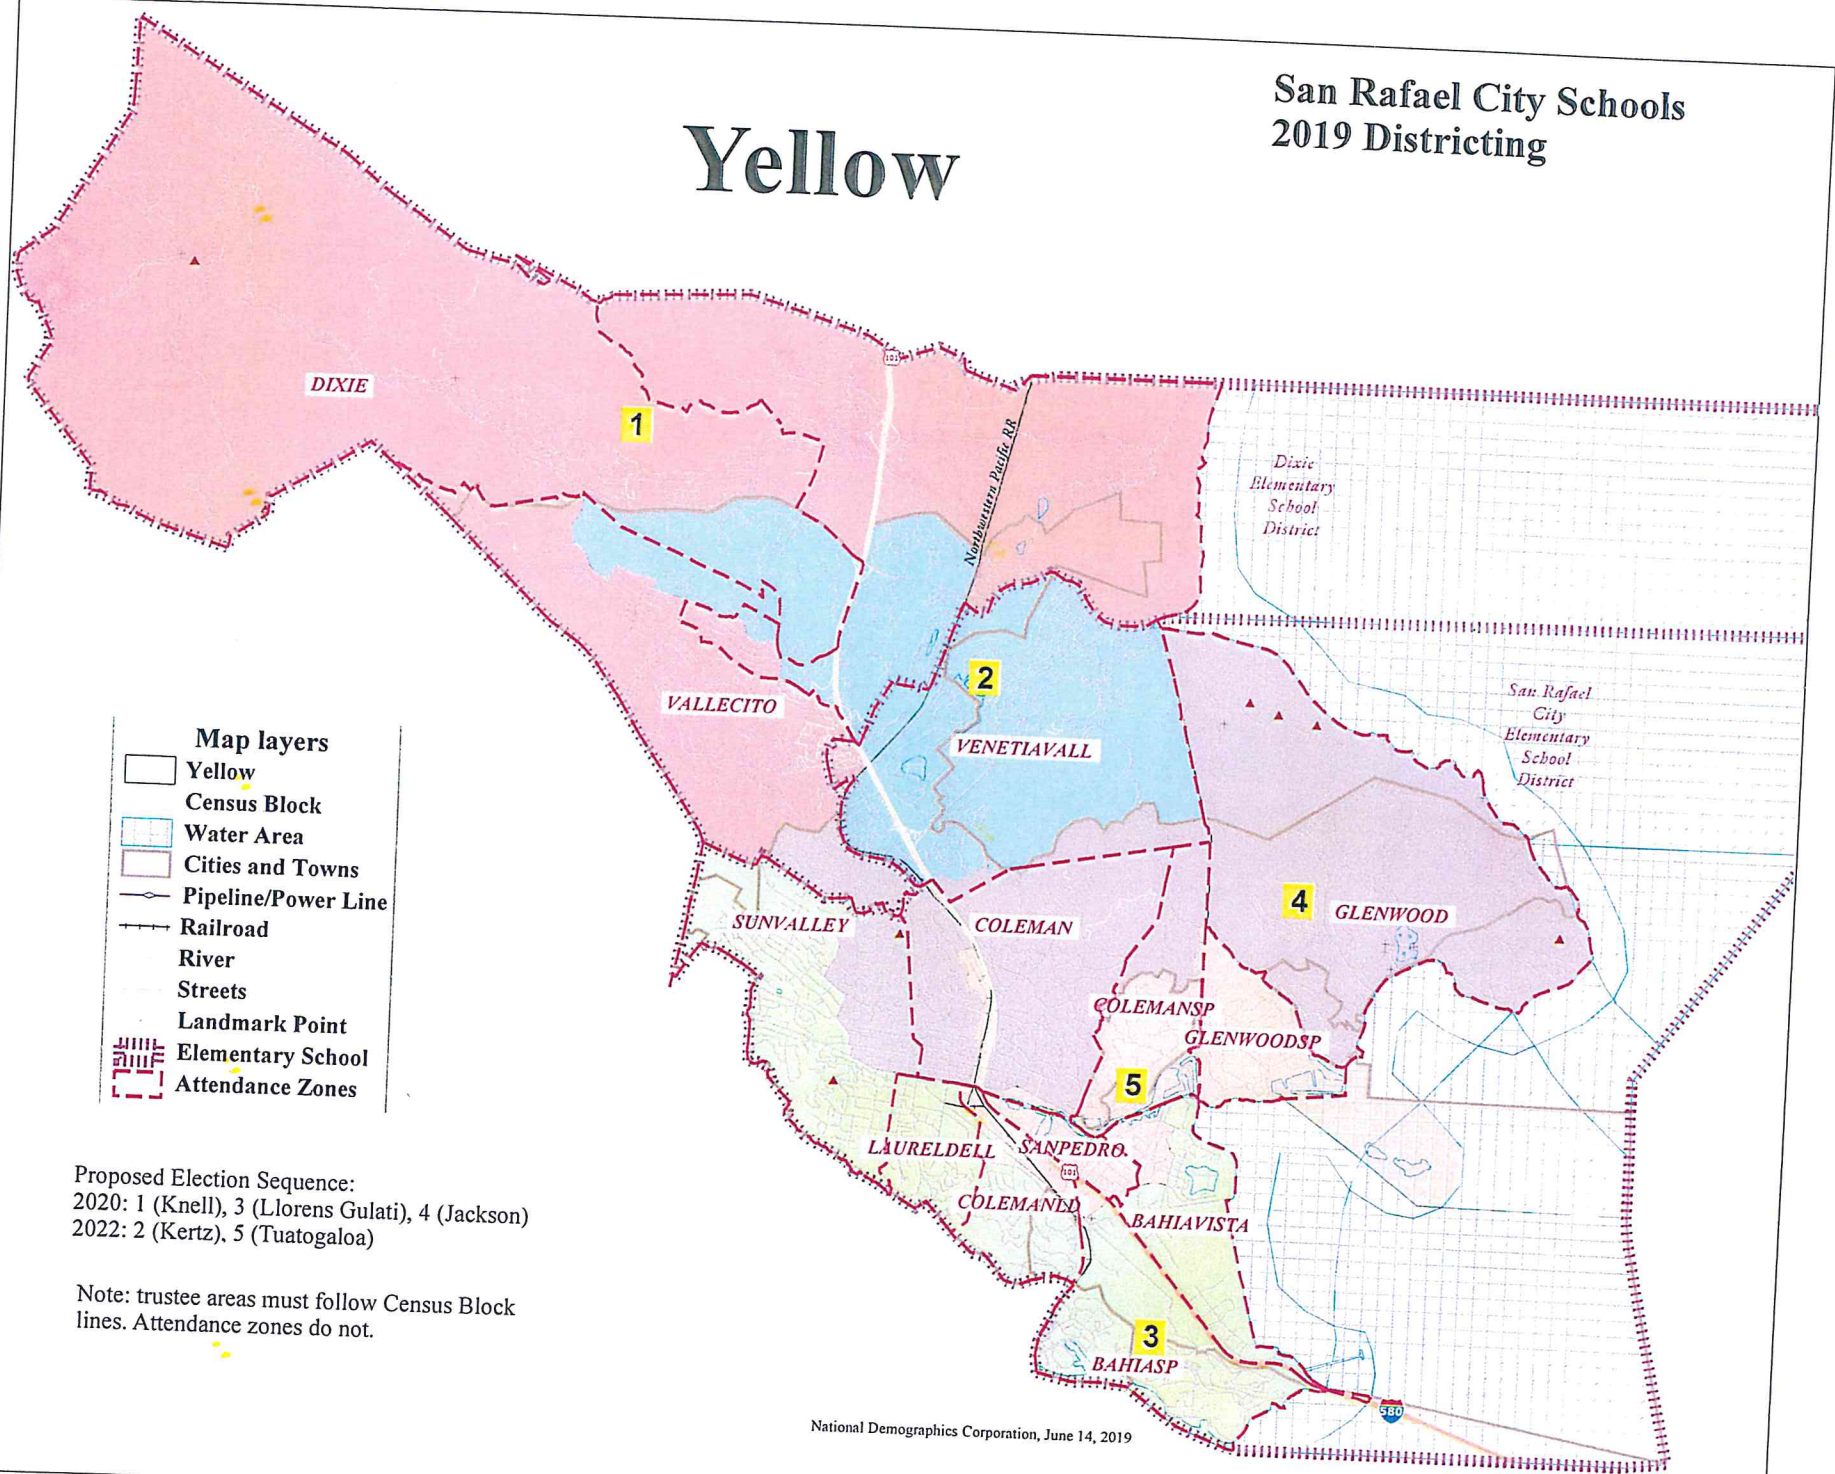 San Rafael City Schools
2019 Districting
Yellow
101
DIXIE
1
Northwestern Pacific RR
Dixie
Elementary
School
District
2
VALLECITO
VENETIAVALL
San Rafael
City
Elementary
School
District
Map layers
Yellow
Census Block
Water Area
Cities and Towns
Pipeline/Power Line
Railroad
River
Streets
Landmark Point
Elementary School
Attendance Zones
4
GLENWOOD
SUNVALLEY
COLEMAN
COLEMANSP
GLENWOODSP
5
LAURELDELL
SANPEDRO
101
COLEMANLD
BAHIAVISTA
3
BAHIASP
580
Proposed Election Sequence:
2020: 1 (Knell), 3 (Llorens Gulati), 4 (Jackson)
2022: 2 (Kertz), 5 (Tuatogaloa)
Note: trustee areas must follow Census Block
lines. Attendance zones do not.
National Demographics Corporation, June 14, 2019